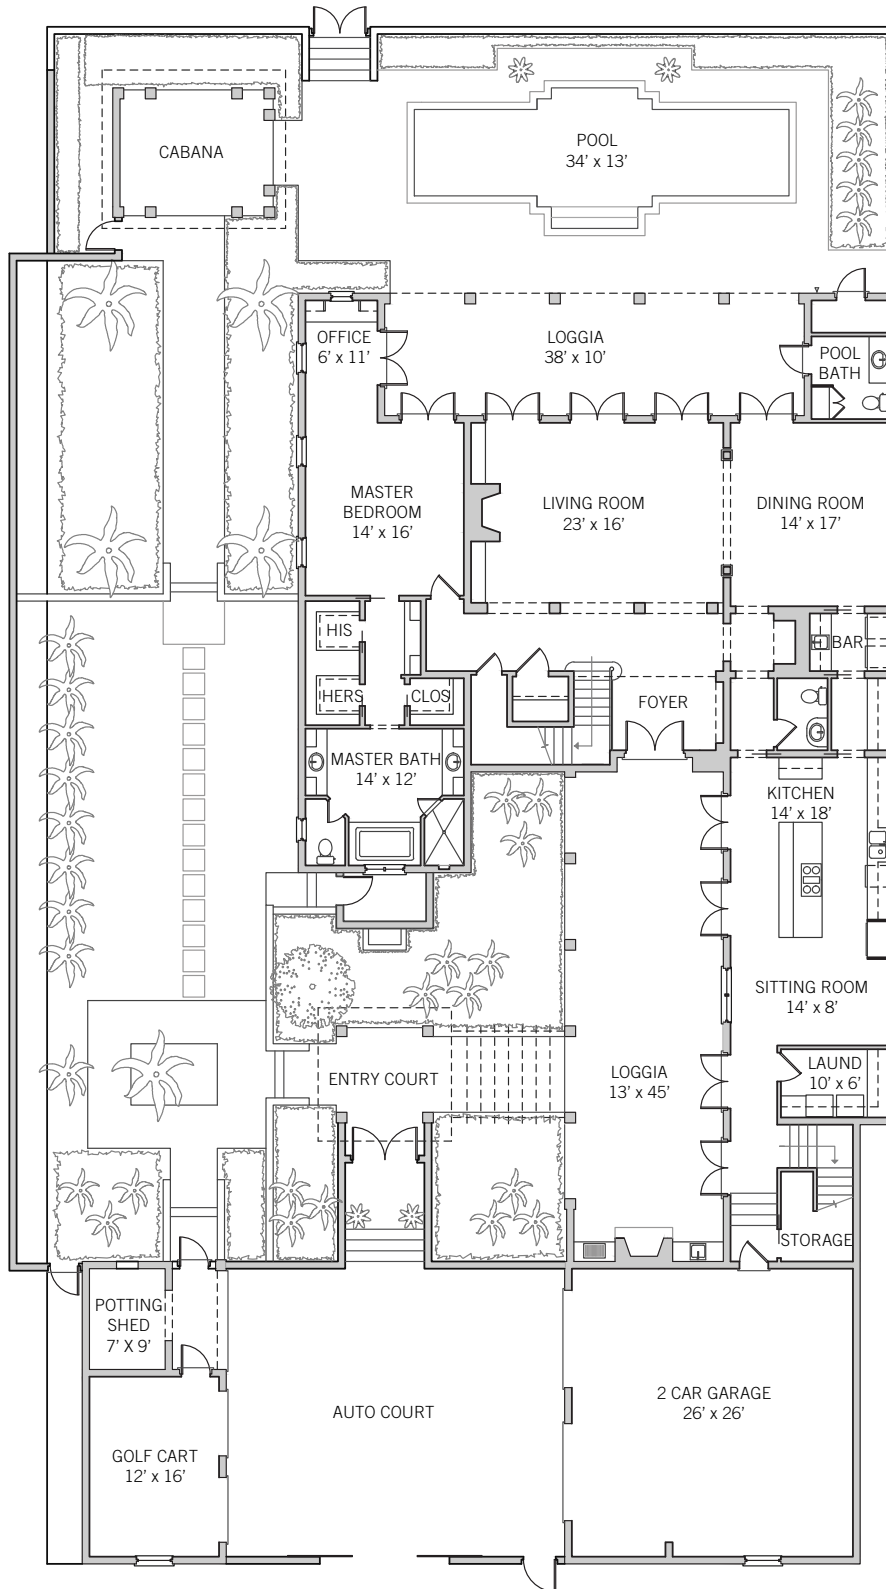 CABANA
POOL
34’ x 13’
OFFICE
6’ x 11’
LOGGIA
38’ x 10’
POOL
BATH
MASTER
BEDROOM
14’ x 16’
LIVING ROOM
23’ x 16’
DINING ROOM
14’ x 17’
HIS
BAR
HERS
CLOS
FOYER
MASTER BATH
14’ x 12’
KITCHEN
14’ x 18’
SITTING ROOM
14’ x 8’
ENTRY COURT
LOGGIA
13’ x 45’
LAUND
10’ x 6’
STORAGE
POTTING
SHED
7’ X 9’
AUTO COURT
2 CAR GARAGE
26’ x 26’
GOLF CART
12’ x 16’